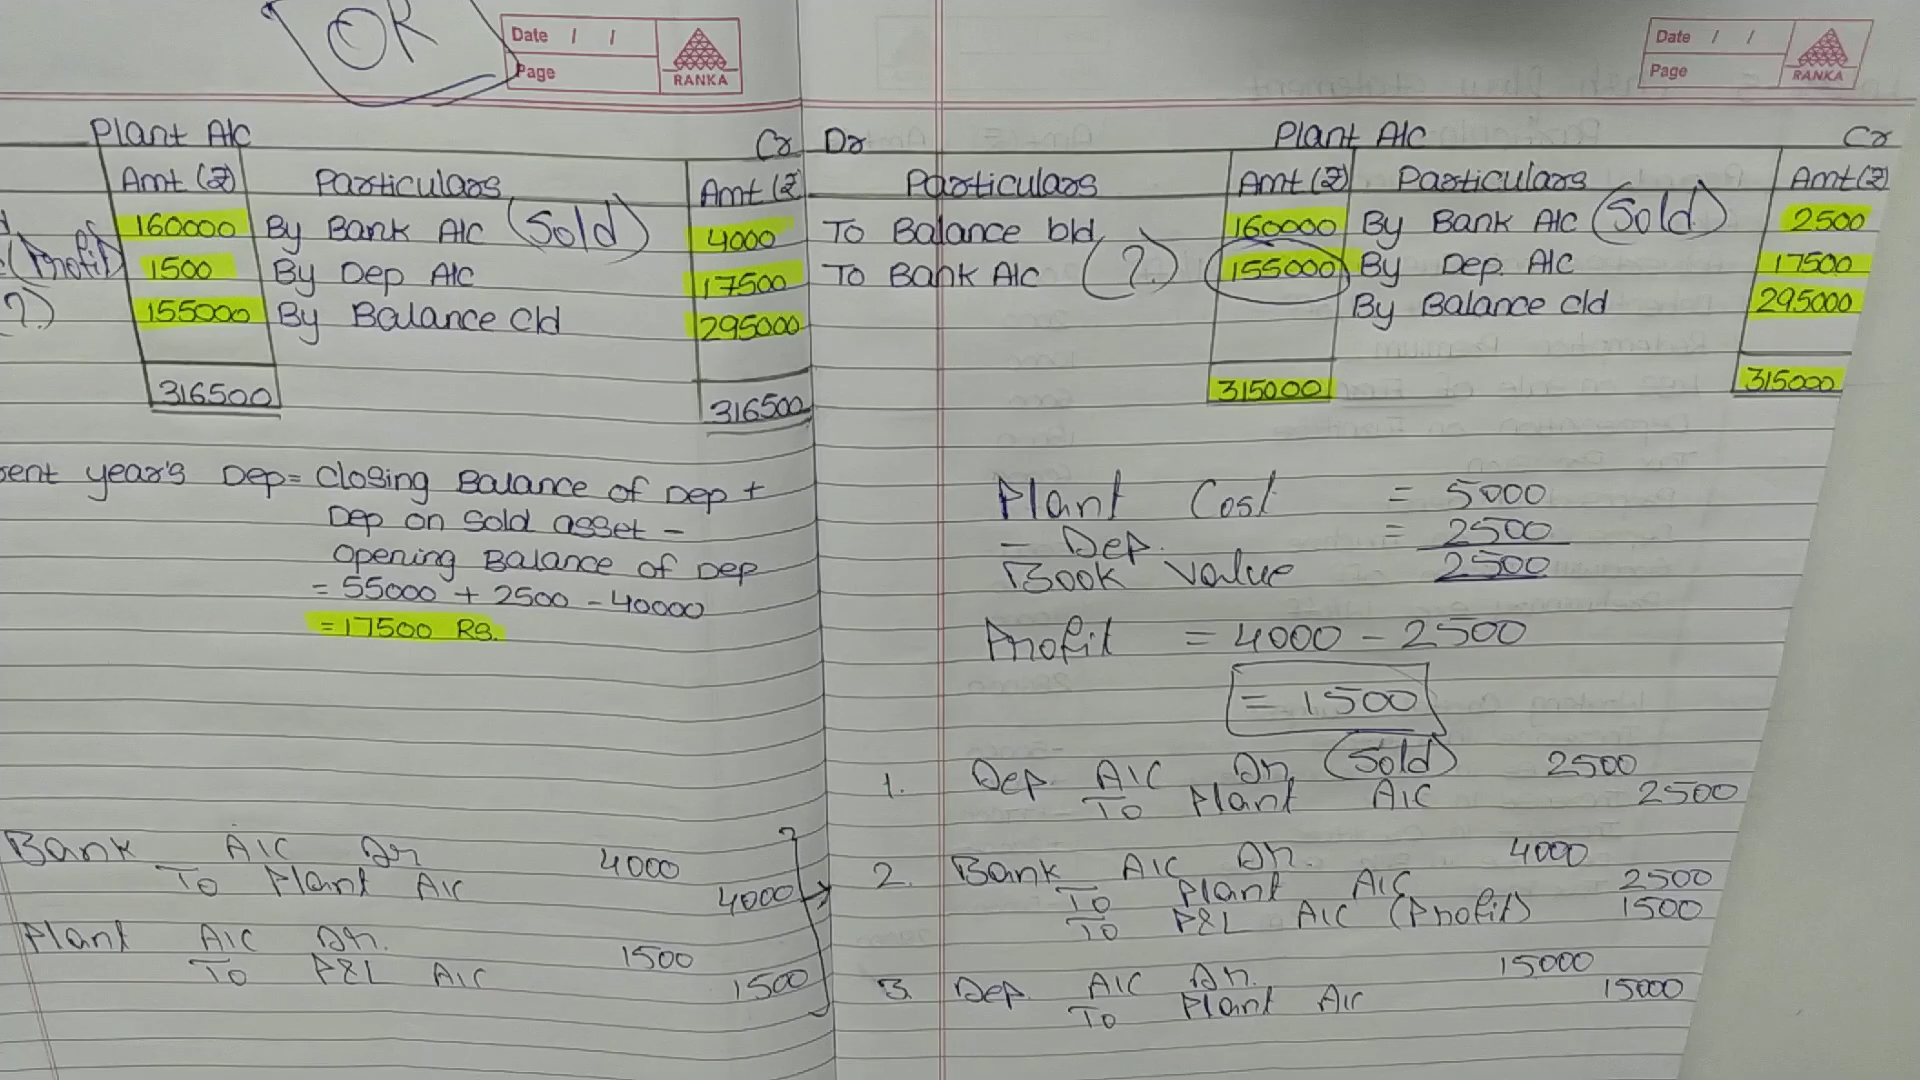 OK
Date / /
Page
RANKA
Plant A/c
Cr
Amt (₹) Particulars Amt (₹
160000 By Bank A/c (Sold) 4000
(Profit) 1500 By Dep A/c 17500
?) 155000 By Balance c/d 295000
316500 316500
sent year's Dep = Closing Balance of Dep +
Dep on sold asset -
Opening Balance of Dep
= 55000 + 2500 - 40000
= 17500 Rs.
Bank A/c Dr 4000
To Plant A/c 4000
Plant A/c Dr. 1500
To P&L A/c 1500
Date / /
Page
RANKA
Dr Plant A/c Cr
Particulars Amt (₹) Particulars Amt (₹)
To Balance b/d 160000 By Bank A/c (Sold) 2500
To Bank A/c (?) 155000 By Dep. A/c 17500
By Balance c/d 295000
315000 315000
Plant Cost = 5000
- Dep. = 2500
Book Value 2500
Profit = 4000 - 2500
= 1500
1. Dep. A/c Dr. (Sold) 2500
To Plant A/c 2500
2. Bank A/c Dr. 4000
To Plant A/c 2500
To P&L A/c (Profit) 1500
3. Dep. A/c Dr. 15000
To Plant A/c 15000